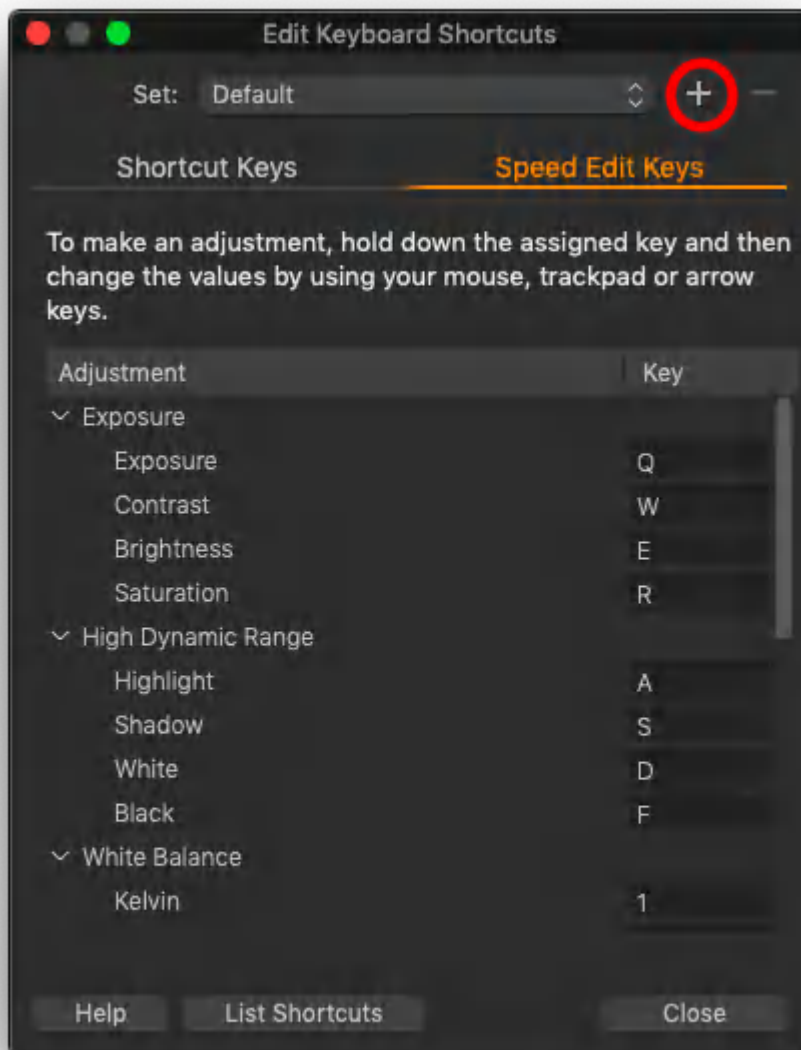 Edit Keyboard Shortcuts
Set: Default + −
Shortcut Keys Speed Edit Keys
To make an adjustment, hold down the assigned key and then
change the values by using your mouse, trackpad or arrow
keys.
Adjustment Key
Exposure
Exposure Q
Contrast W
Brightness E
Saturation R
High Dynamic Range
Highlight A
Shadow S
White D
Black F
White Balance
Kelvin 1
Help List Shortcuts Close